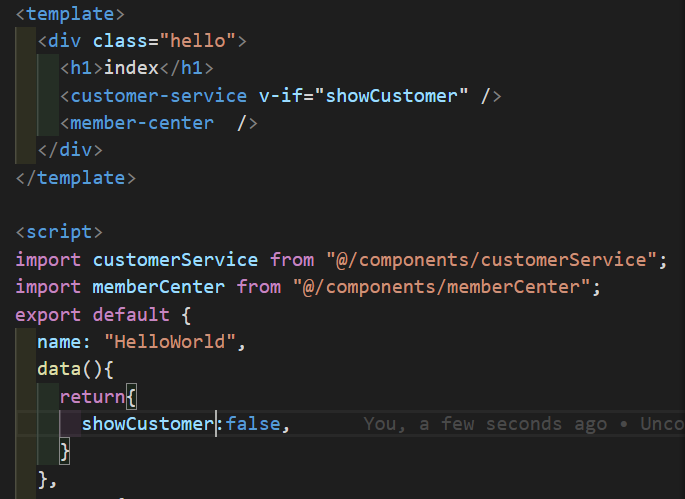 <template>
<div class="hello">
<h1>index</h1>
<customer-service v-if="showCustomer" />
<member-center  />
</div>
</template>
<script>
import customerService from "@/components/customerService";
import memberCenter from "@/components/memberCenter";
export default {
name: "HelloWorld",
data(){
return{
showCustomer:false, You, a few seconds ago • Unco
}
},